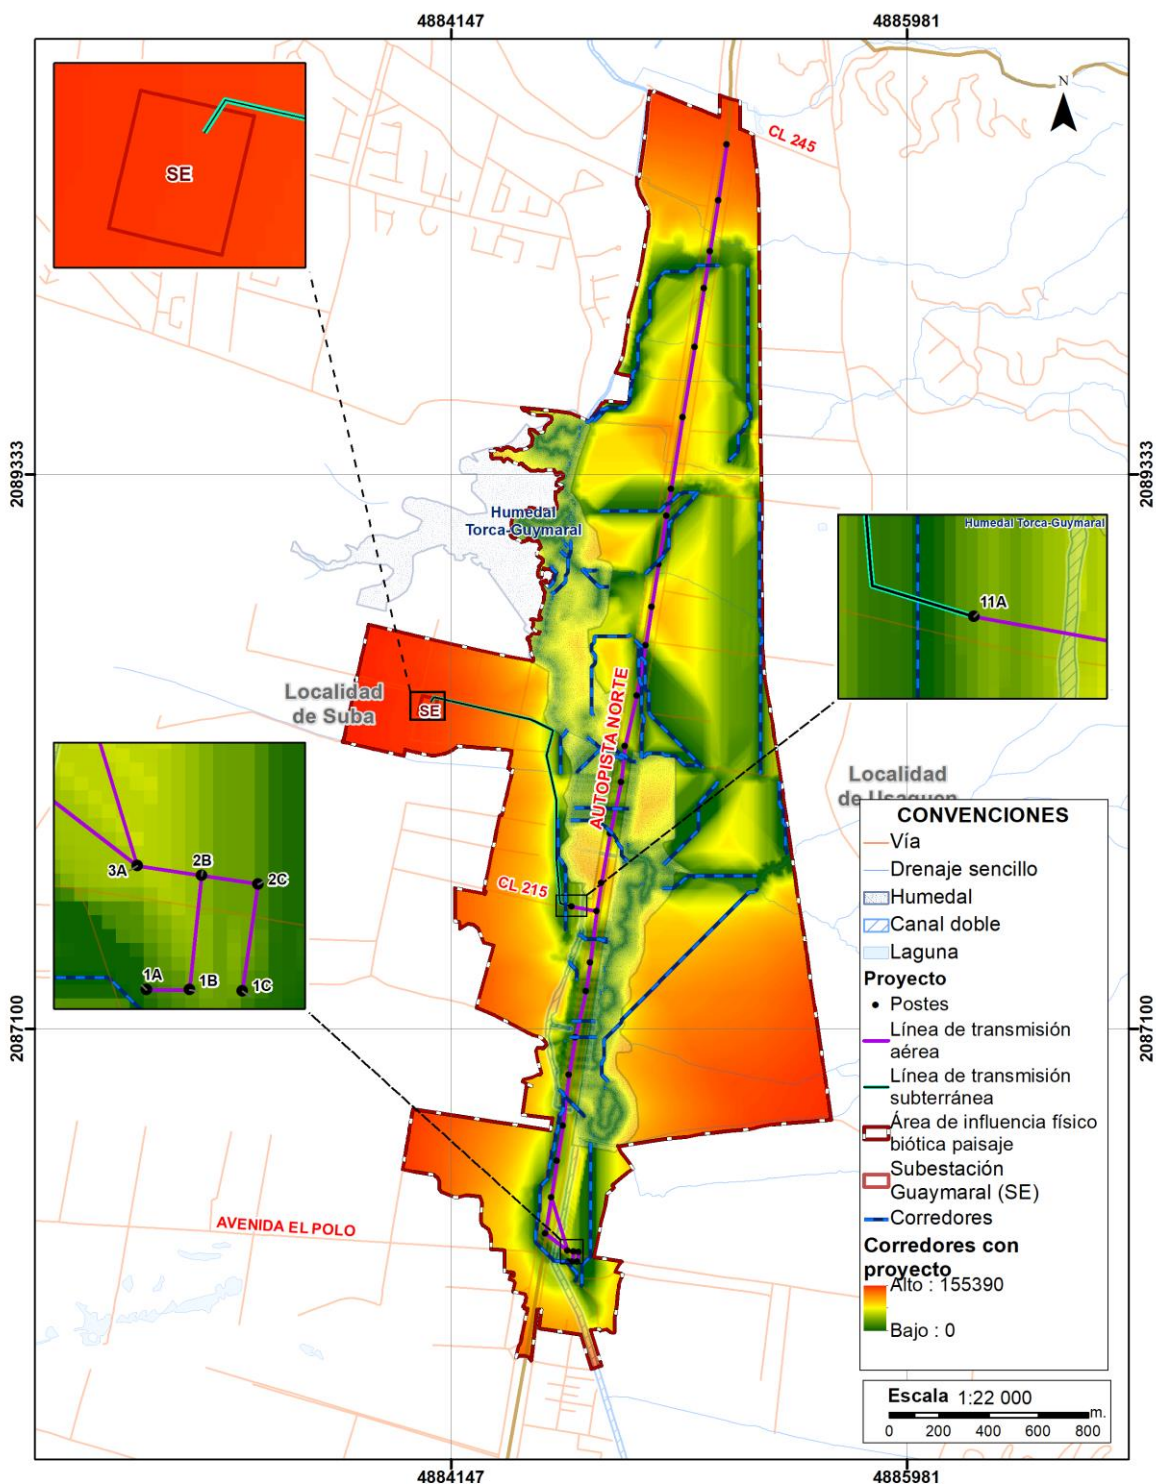 4884147
4885981
N
CL 245
SE
2089333
2089333
Humedal
Torca-Guymaral
Humedal Torca-Guymaral
11A
Localidad
de Suba
SE
AUTOPISTA NORTE
Localidad
de Usaquen
3A
2B
2C
1A
1B
1C
CL 215
2087100
2087100
AVENIDA EL POLO
CONVENCIONES
Vía
Drenaje sencillo
Humedal
Canal doble
Laguna
Proyecto
Postes
Línea de transmisión
aérea
Línea de transmisión
subterránea
Área de influencia físico
biótica paisaje
Subestación
Guaymaral (SE)
Corredores
Corredores con
proyecto
Alto : 155390
Bajo : 0
Escala 1:22 000
m.
0 200 400 600 800
4884147
4885981